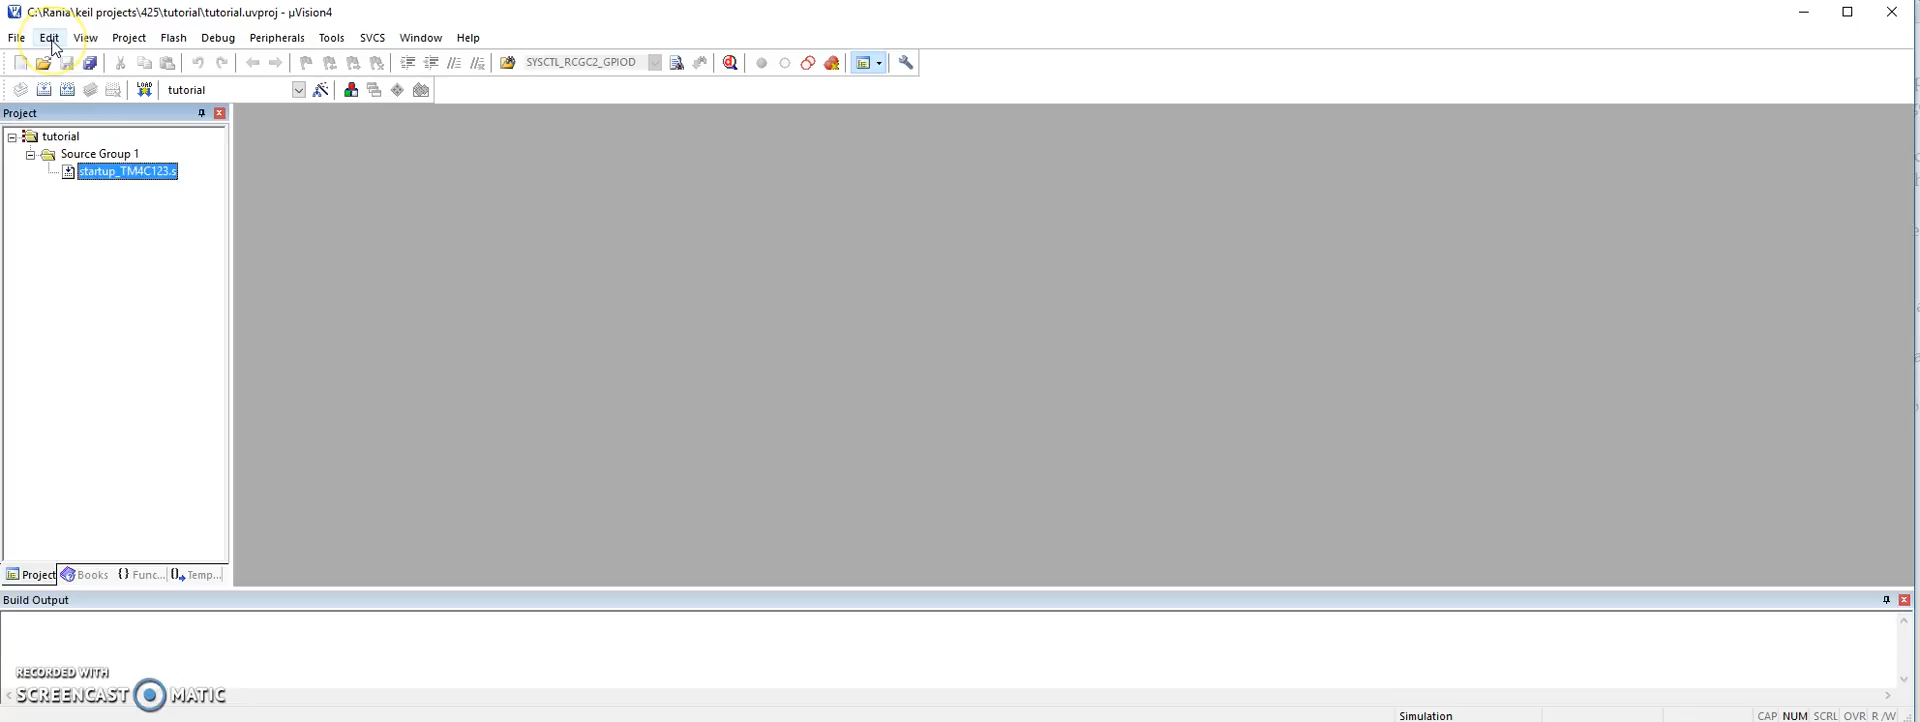 C:\Rania\keil projects\425\tutorial\tutorial.uvproj - µVision4
File Edit View Project Flash Debug Peripherals Tools SVCS Window Help
SYSCTL_RCGC2_GPIOD
LOAD tutorial
Project
tutorial
Source Group 1
startup_TM4C123.s
Project Books {} Func... Temp...
Build Output
RECORDED WITH
SCREENCAST MATIC
Simulation CAP NUM SCRL OVR R /W